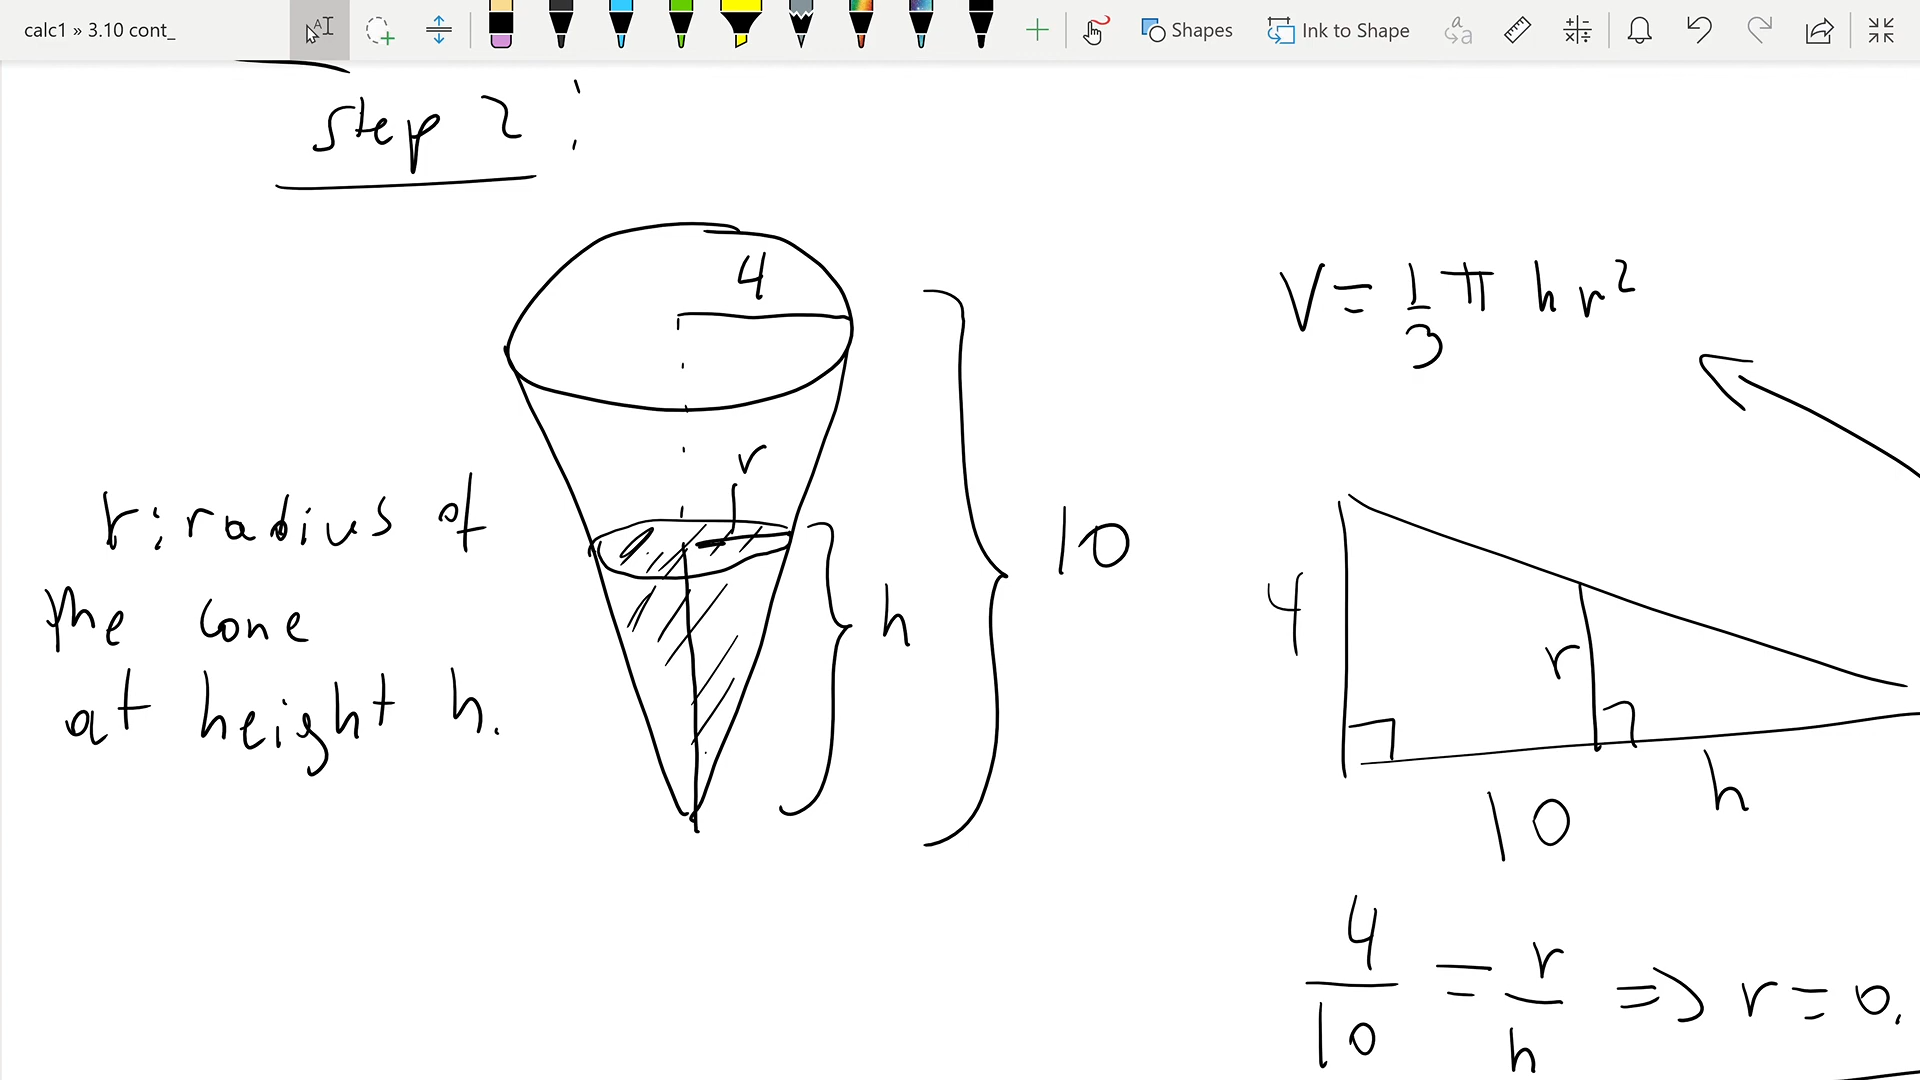 calc1 » 3.10 cont_
Shapes
Ink to Shape
step 2 :
4
r
h
10
r: radius of
the cone
at height h.
V = 1/3 π h r²
4
r
10
h
4/10 = r/h => r = 0.